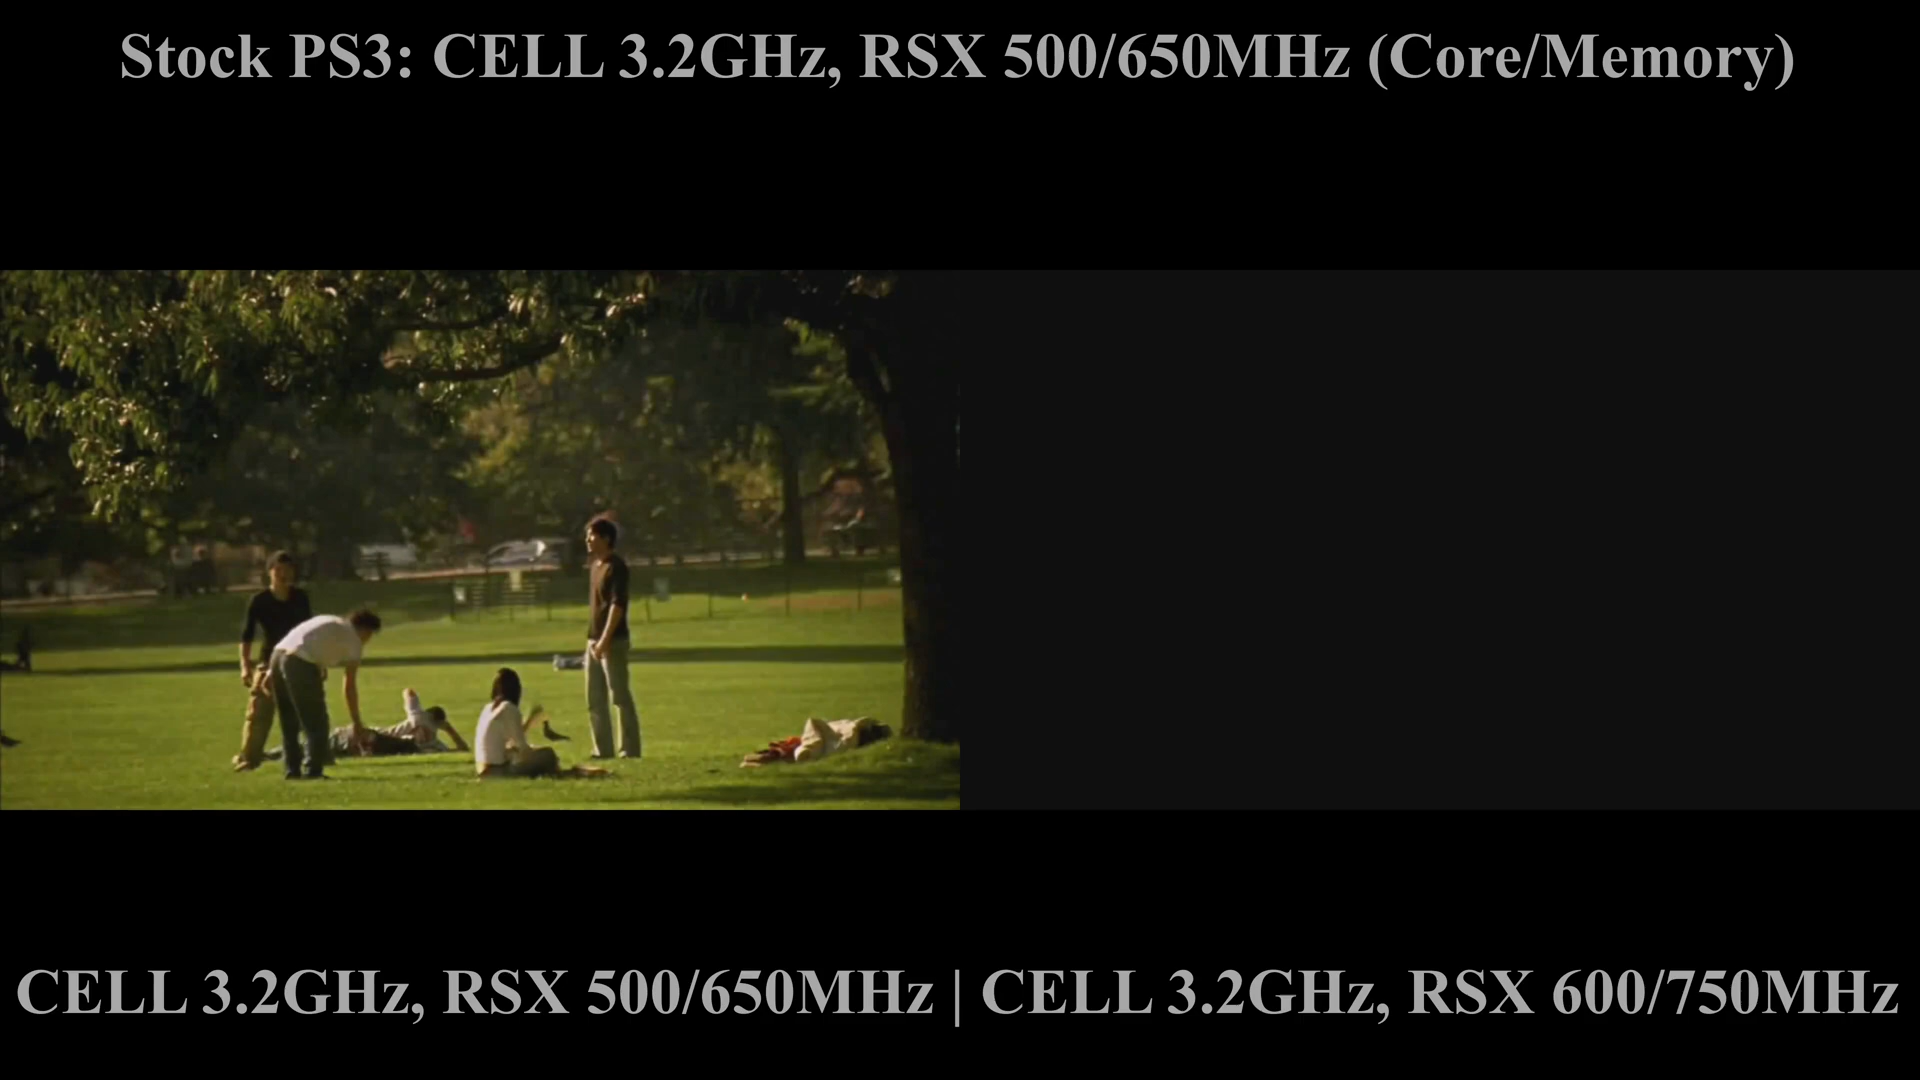 Stock PS3: CELL 3.2GHz, RSX 500/650MHz (Core/Memory)
CELL 3.2GHz, RSX 500/650MHz | CELL 3.2GHz, RSX 600/750MHz